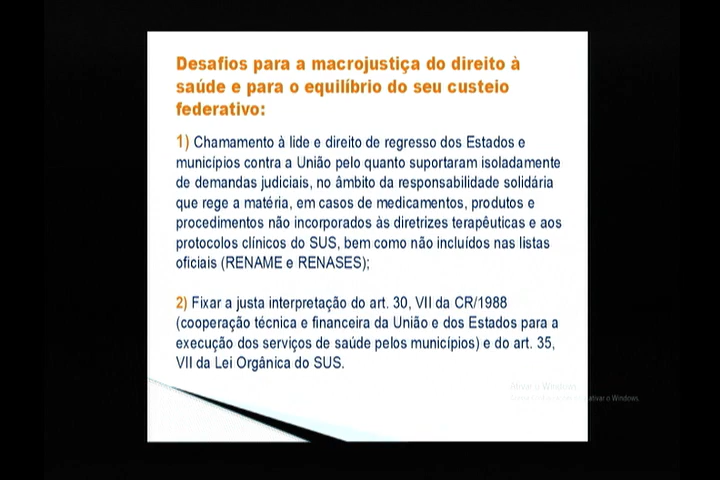 Desafios para a macrojustiça do direito à
saúde e para o equilíbrio do seu custeio
federativo:
1) Chamamento à lide e direito de regresso dos Estados e
municípios contra a União pelo quanto suportaram isoladamente
de demandas judiciais, no âmbito da responsabilidade solidária
que rege a matéria, em casos de medicamentos, produtos e
procedimentos não incorporados às diretrizes terapêuticas e aos
protocolos clínicos do SUS, bem como não incluídos nas listas
oficiais (RENAME e RENASES);
2) Fixar a justa interpretação do art. 30, VII da CR/1988
(cooperação técnica e financeira da União e dos Estados para a
execução dos serviços de saúde pelos municípios) e do art. 35,
VII da Lei Orgânica do SUS.
Ativar o Windows
ativar o Windows.